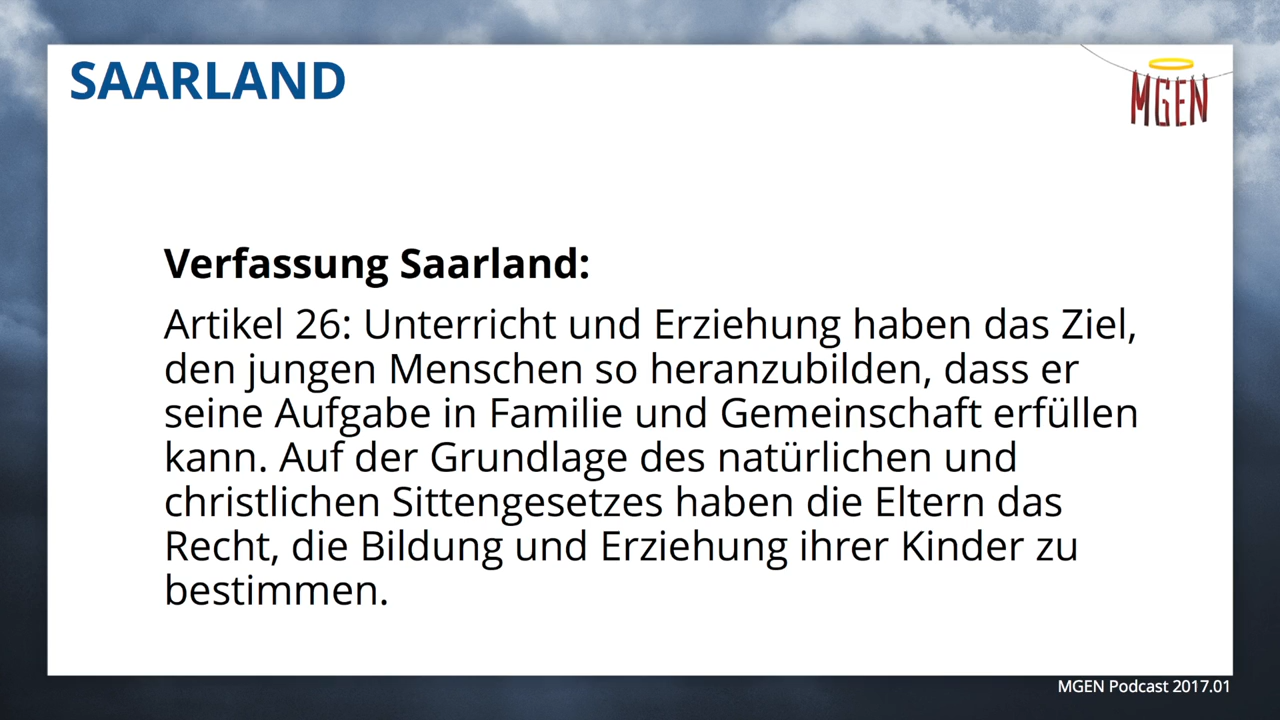 SAARLAND
MGEN
Verfassung Saarland:
Artikel 26: Unterricht und Erziehung haben das Ziel,
den jungen Menschen so heranzubilden, dass er
seine Aufgabe in Familie und Gemeinschaft erfüllen
kann. Auf der Grundlage des natürlichen und
christlichen Sittengesetzes haben die Eltern das
Recht, die Bildung und Erziehung ihrer Kinder zu
bestimmen.
MGEN Podcast 2017.01